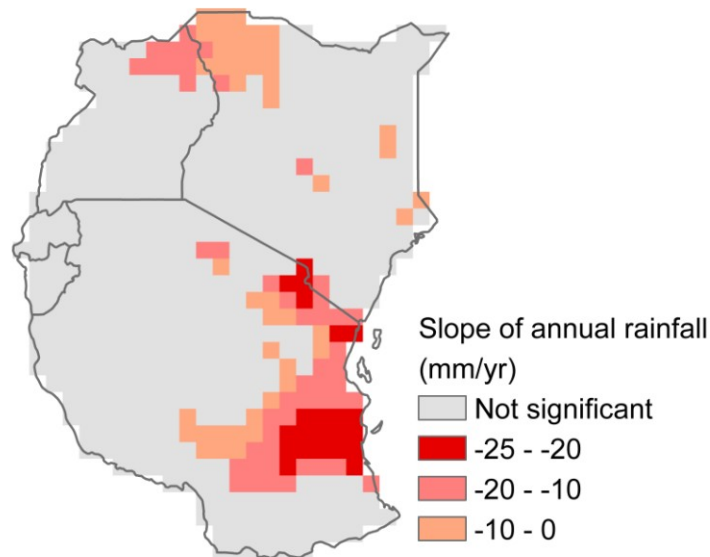 Slope of annual rainfall
(mm/yr)
Not significant
-25 - -20
-20 - -10
-10 - 0